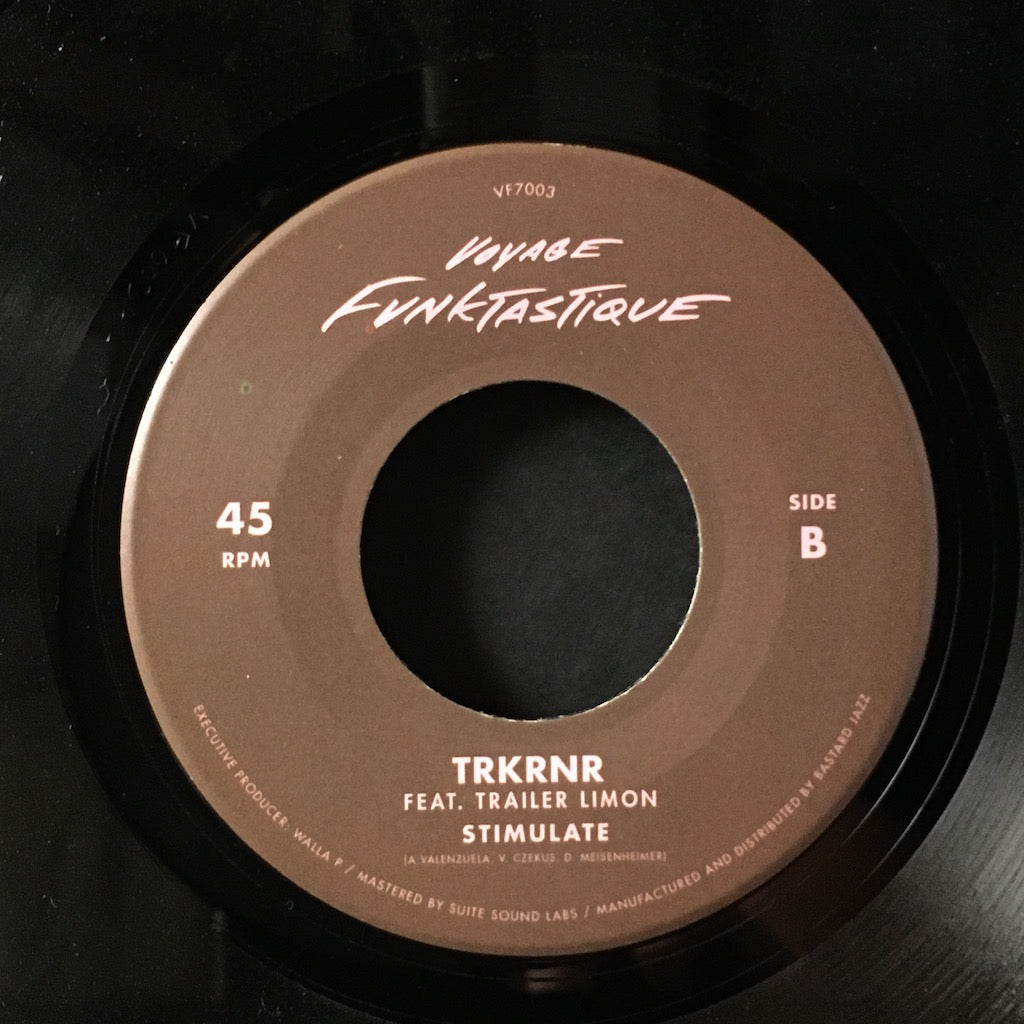 VF7003
VOYAGE
FUNKTASTIQUE
45
RPM
SIDE
B
TRKRNR
FEAT. TRAILER LIMON
STIMULATE
(A VALENZUELA, V. CZEKUS, D. MEISENHEIMER)
EXECUTIVE PRODUCER: WALLA P / MASTERED BY SUITE SOUND LABS / MANUFACTURED AND DISTRIBUTED BY BASTARD JAZZ